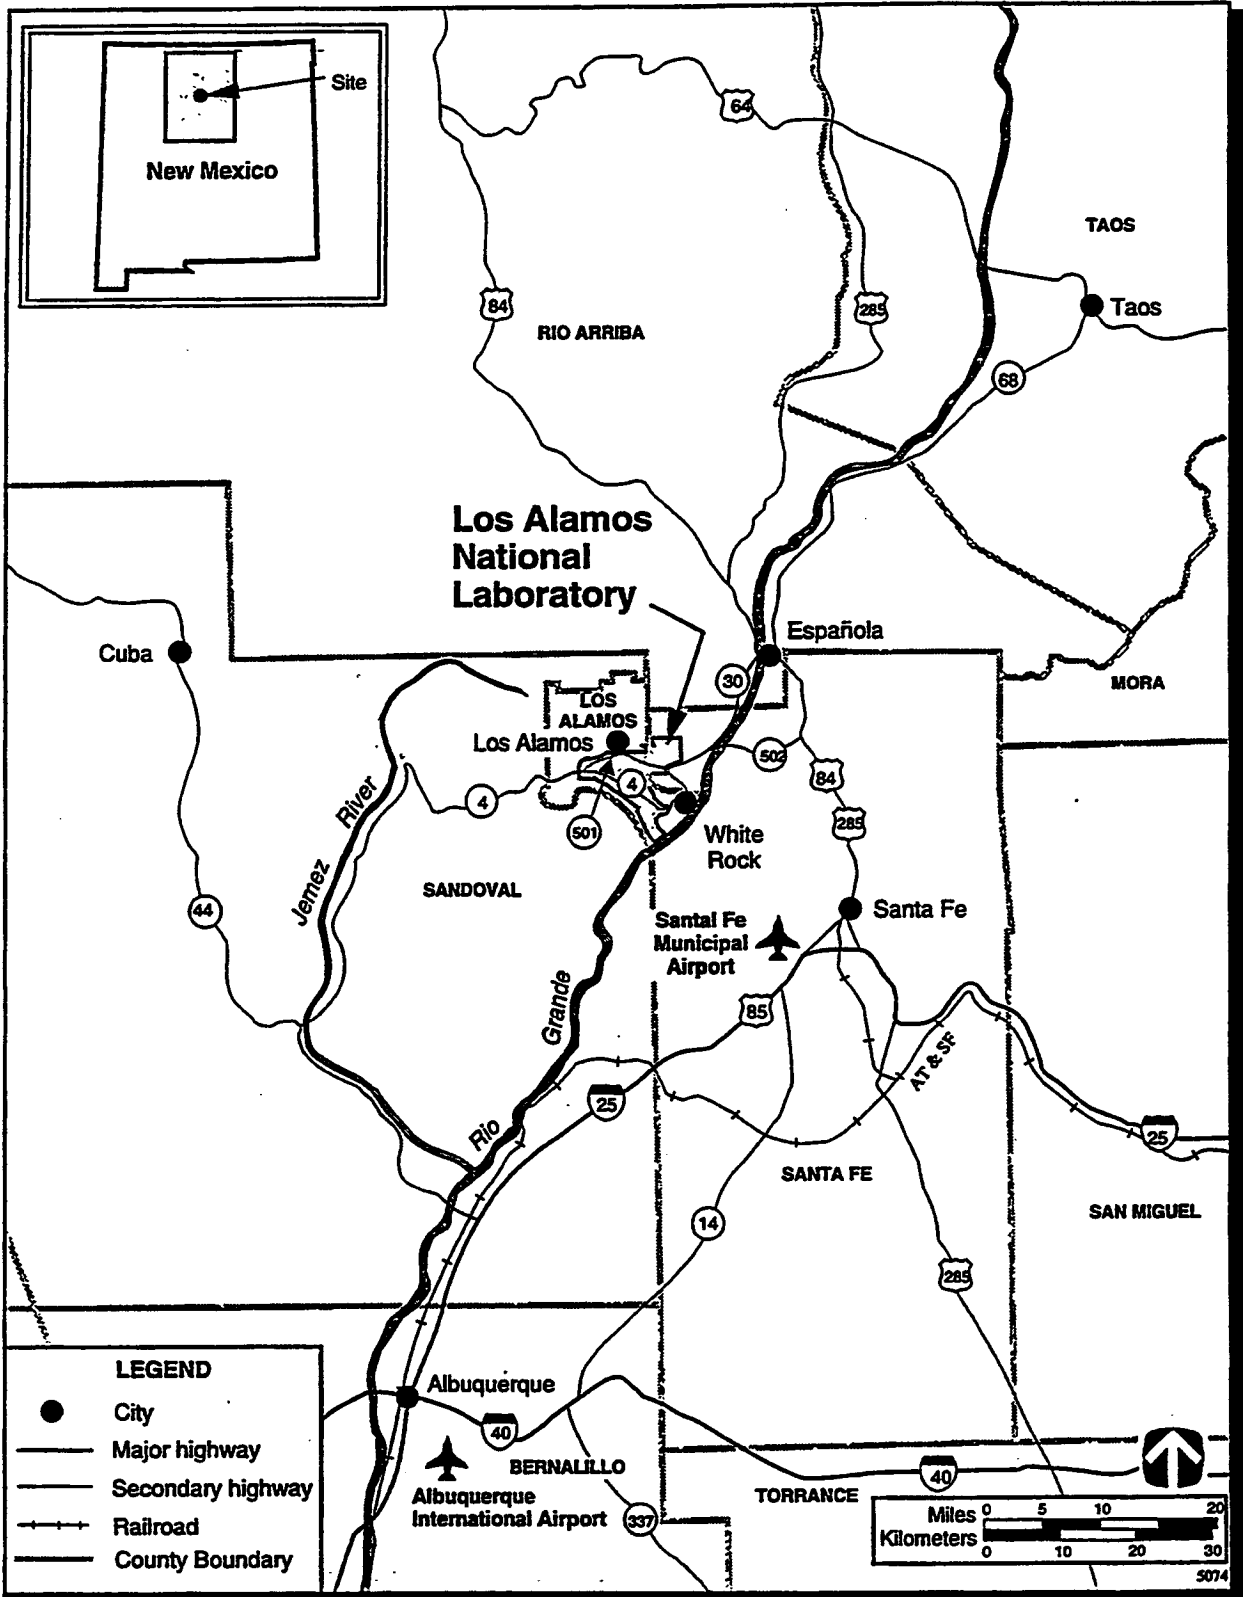 Site
New Mexico
64
TAOS
84
285
Taos
RIO ARRIBA
68
Los Alamos
National
Laboratory
Española
Cuba
30
MORA
LOS
ALAMOS
Los Alamos
502
84
4
4
285
501
White
Rock
Jemez River
SANDOVAL
44
Santa Fe
Santal Fe
Municipal
Airport
85
Rio Grande
AT & SF
25
25
SANTA FE
14
SAN MIGUEL
285
LEGEND
City
Major highway
Secondary highway
Railroad
County Boundary
Albuquerque
40
BERNALILLO
40
TORRANCE
Albuquerque
International Airport
337
Miles 0 5 10 20
Kilometers
0 10 20 30
5074